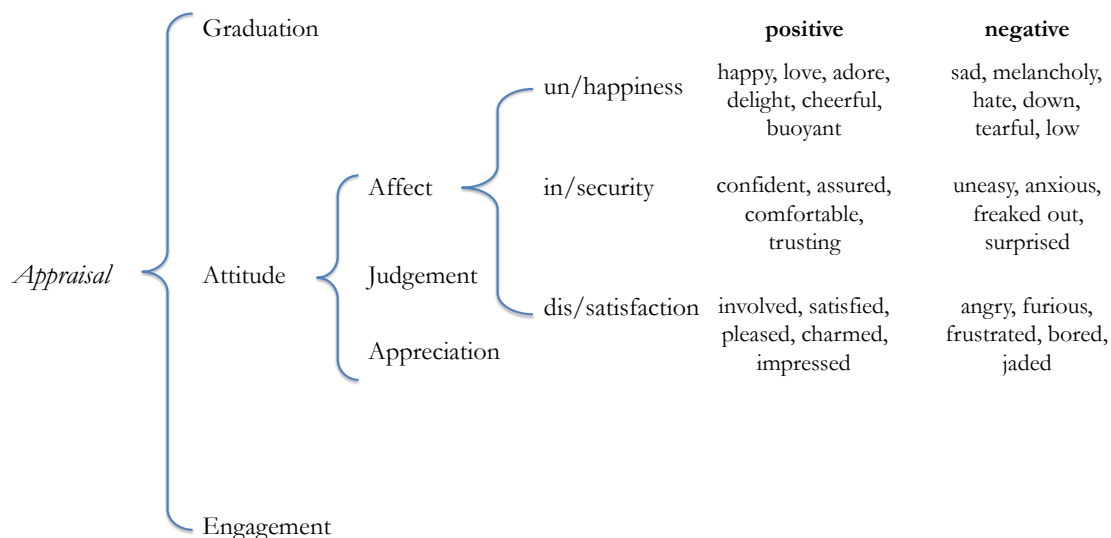 Graduation
positive
negative
un/happiness
happy, love, adore,
delight, cheerful,
buoyant
sad, melancholy,
hate, down,
tearful, low
Affect
in/security
confident, assured,
comfortable,
trusting
uneasy, anxious,
freaked out,
surprised
Appraisal
Attitude
Judgement
dis/satisfaction
involved, satisfied,
pleased, charmed,
impressed
angry, furious,
frustrated, bored,
jaded
Appreciation
Engagement